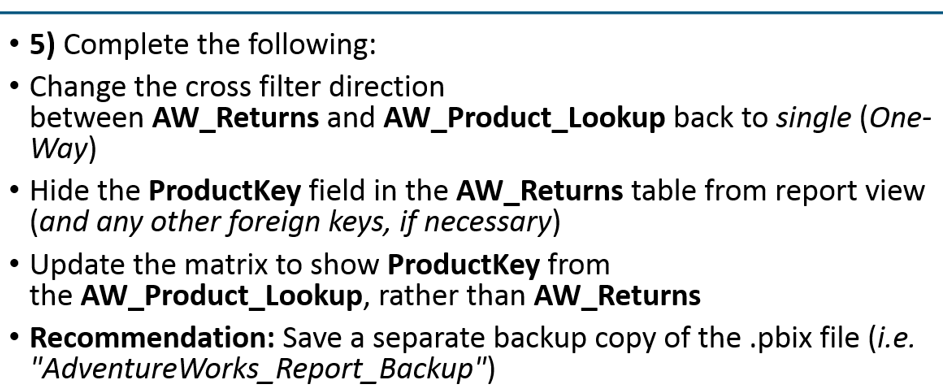 • 5) Complete the following:
• Change the cross filter direction
between AW_Returns and AW_Product_Lookup back to single (One-
Way)
• Hide the ProductKey field in the AW_Returns table from report view
(and any other foreign keys, if necessary)
• Update the matrix to show ProductKey from
the AW_Product_Lookup, rather than AW_Returns
• Recommendation: Save a separate backup copy of the .pbix file (i.e.
"AdventureWorks_Report_Backup")